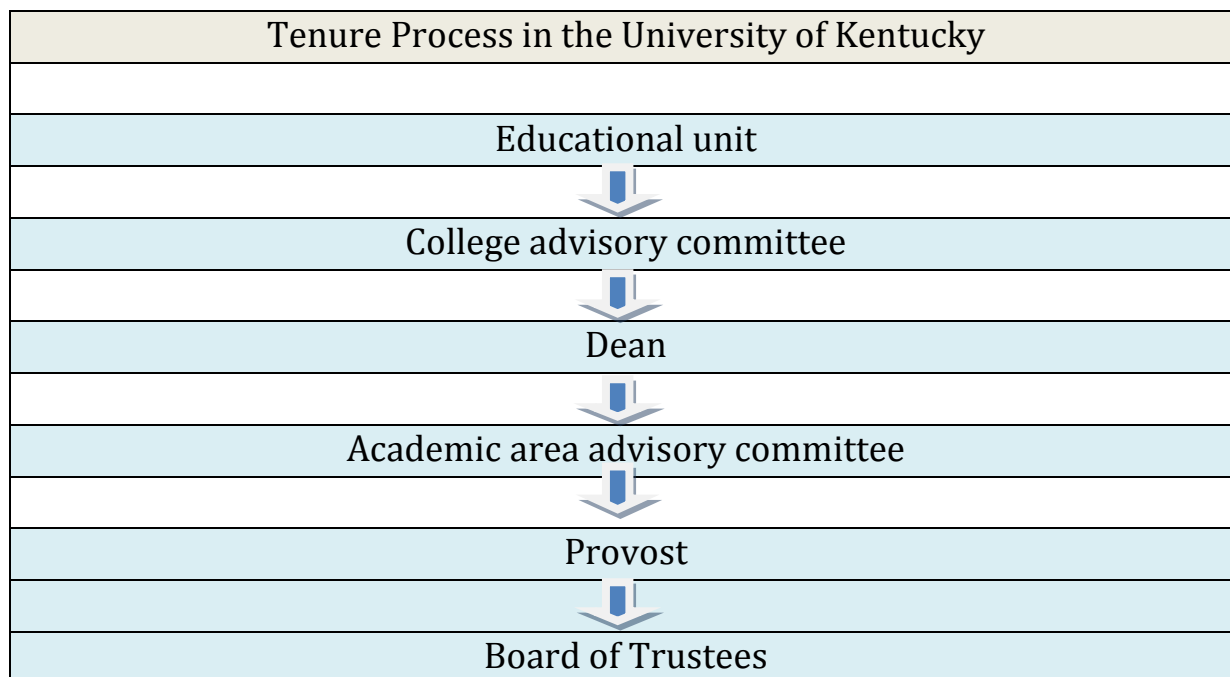 Tenure Process in the University of Kentucky
Educational unit
College advisory committee
Dean
Academic area advisory committee
Provost
Board of Trustees